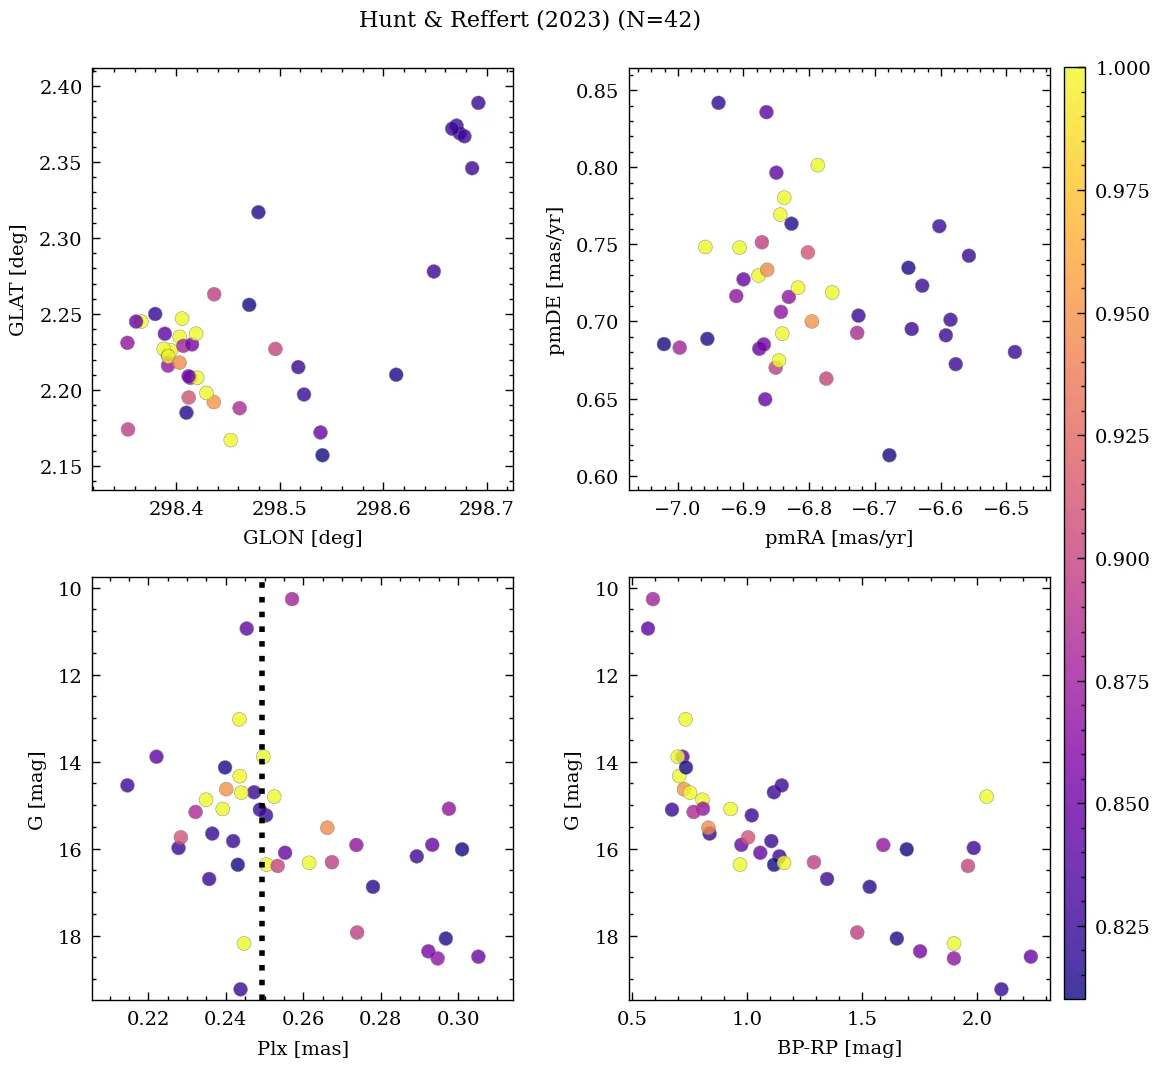 Hunt & Reffert (2023) (N=42)
2.40
2.35
2.30
2.25
2.20
2.15
GLAT [deg]
298.4 298.5 298.6 298.7
GLON [deg]
0.85
0.80
0.75
0.70
0.65
0.60
pmDE [mas/yr]
−7.0 −6.9 −6.8 −6.7 −6.6 −6.5
pmRA [mas/yr]
10
12
14
16
18
G [mag]
0.22 0.24 0.26 0.28 0.30
Plx [mas]
10
12
14
16
18
G [mag]
0.5 1.0 1.5 2.0
BP-RP [mag]
1.000
0.975
0.950
0.925
0.900
0.875
0.850
0.825